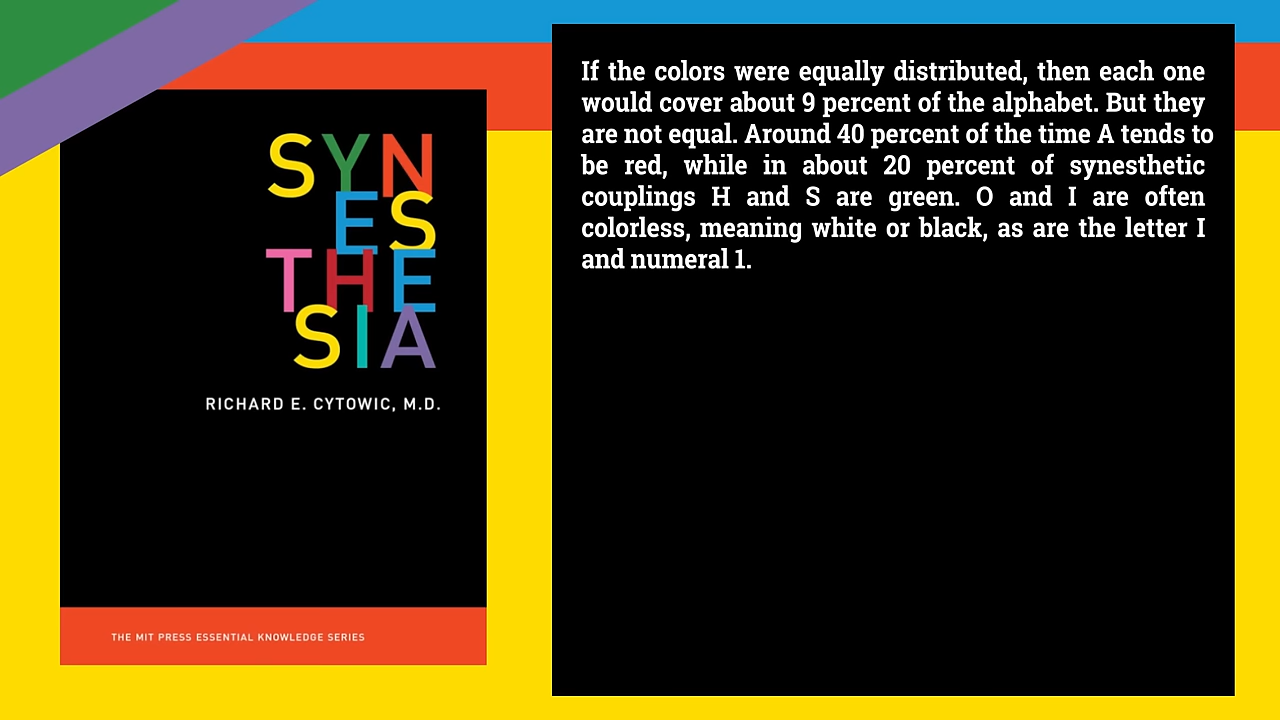 SYN
ES
THE
SIA
RICHARD E. CYTOWIC, M.D.
THE MIT PRESS ESSENTIAL KNOWLEDGE SERIES
If the colors were equally distributed, then each one
would cover about 9 percent of the alphabet. But they
are not equal. Around 40 percent of the time A tends to
be red, while in about 20 percent of synesthetic
couplings H and S are green. O and I are often
colorless, meaning white or black, as are the letter I
and numeral 1.